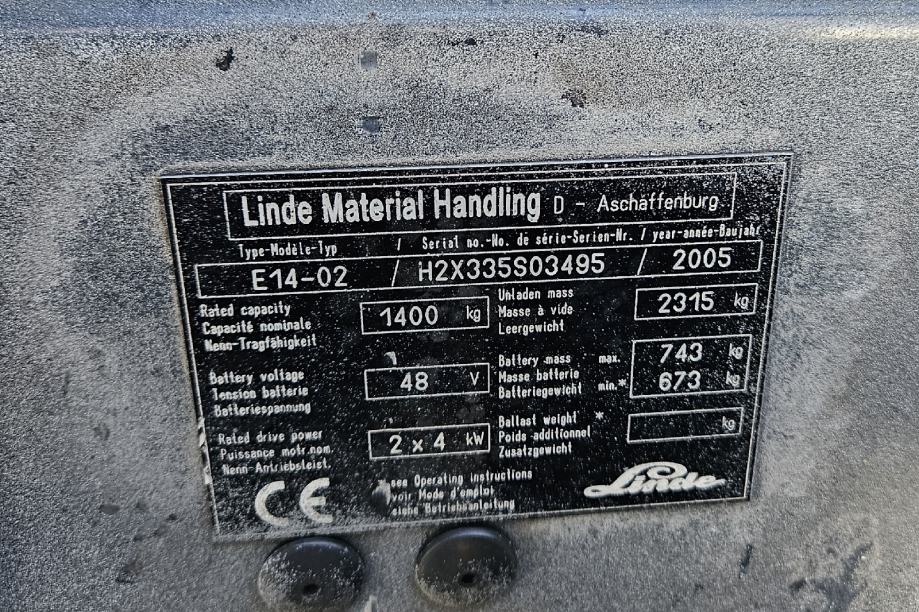 Linde Material Handling D - Aschaffenburg
Type-Modèle-Typ / Serial no.-No. de série-Serien-Nr. / year-année-Baujahr
E14-02 / H2X335S03495 / 2005
Rated capacity
Capacité nominale
Nenn-Tragfähigkeit
1400 kg
Unladen mass
Masse à vide
Leergewicht
2315 kg
Battery voltage
Tension batterie
Batteriespannung
48 V
Battery mass max.
Masse batterie
Batteriegewicht min.*
743 kg
673 kg
Rated drive power
Puissance motr.nom.
Nenn-Antriebsleist.
2 x 4 kW
Ballast weight *
Poids additionnel
Zusatzgewicht
kg
CE
see Operating instructions
voir Mode d'emploi
siehe Betriebsanleitung
Linde